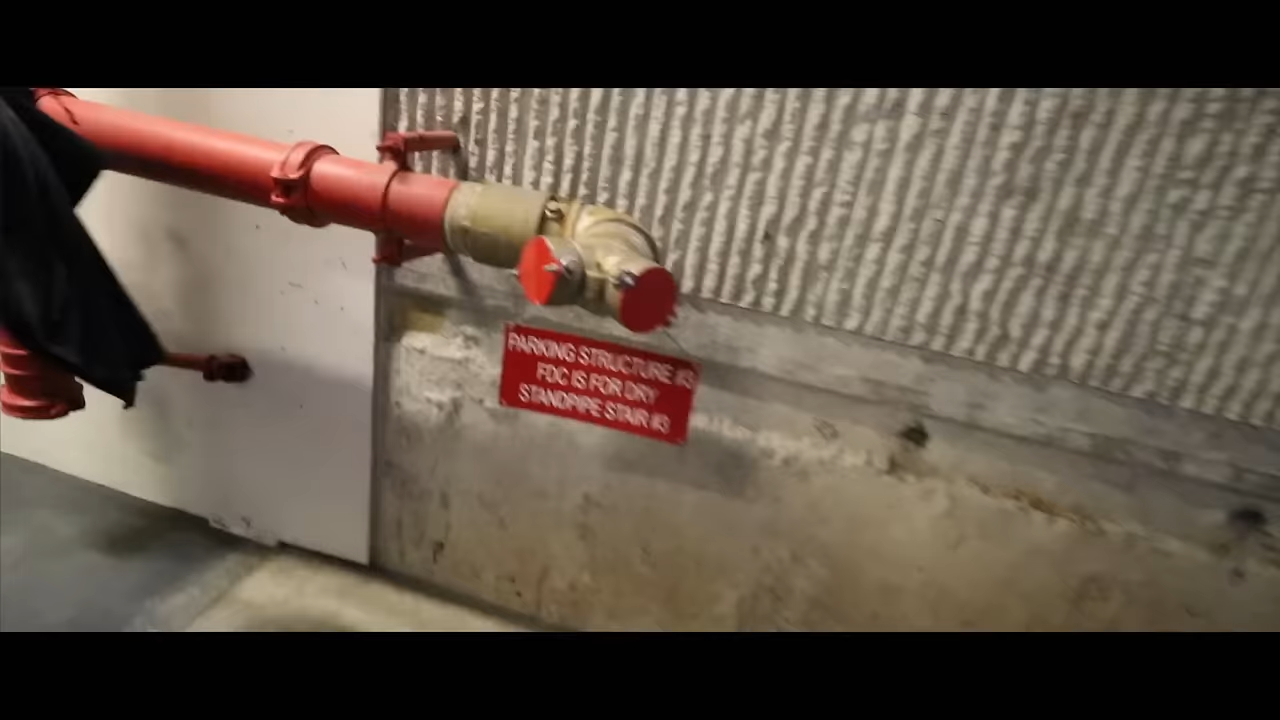 PARKING STRUCTURE #3
FDC IS FOR DRY
STANDPIPE STAIR #3